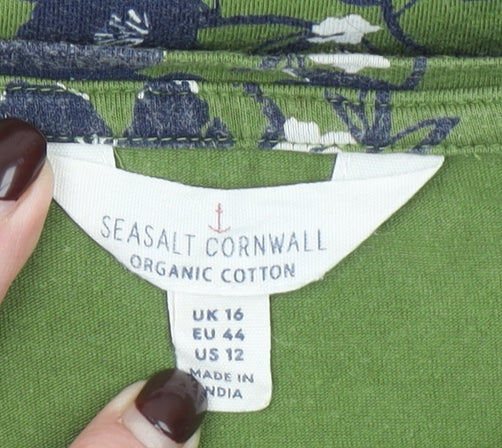 SEASALT CORNWALL
ORGANIC COTTON
UK 16
EU 44
US 12
MADE IN
INDIA